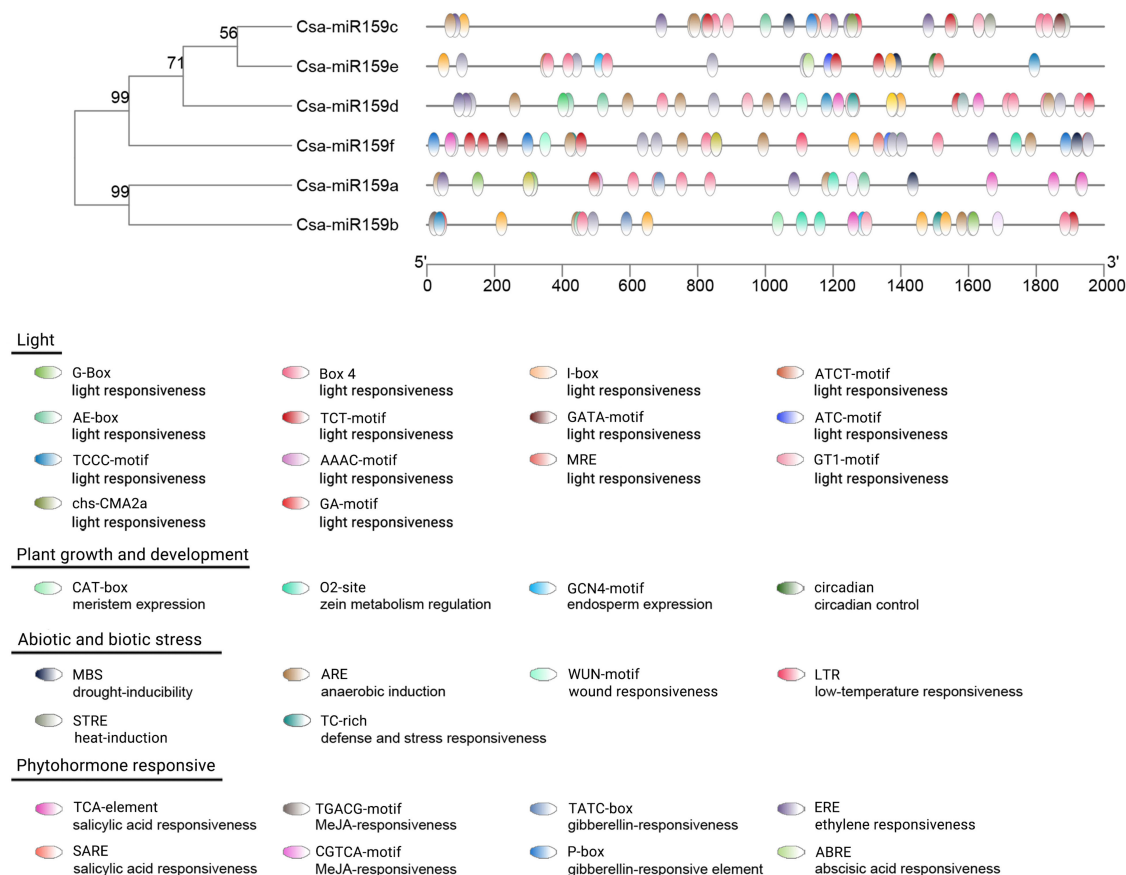 56
Csa-miR159c
71
Csa-miR159e
99
Csa-miR159d
Csa-miR159f
99
Csa-miR159a
Csa-miR159b
5' 3'
0 200 400 600 800 1000 1200 1400 1600 1800 2000
Light
G-Box Box 4 I-box ATCT-motif
light responsiveness light responsiveness light responsiveness light responsiveness
AE-box TCT-motif GATA-motif ATC-motif
light responsiveness light responsiveness light responsiveness light responsiveness
TCCC-motif AAAC-motif MRE GT1-motif
light responsiveness light responsiveness light responsiveness light responsiveness
chs-CMA2a GA-motif
light responsiveness light responsiveness
Plant growth and development
CAT-box O2-site GCN4-motif circadian
meristem expression zein metabolism regulation endosperm expression circadian control
Abiotic and biotic stress
MBS ARE WUN-motif LTR
drought-inducibility anaerobic induction wound responsiveness low-temperature responsiveness
STRE TC-rich
heat-induction defense and stress responsiveness
Phytohormone responsive
TCA-element TGACG-motif TATC-box ERE
salicylic acid responsiveness MeJA-responsiveness gibberellin-responsiveness ethylene responsiveness
SARE CGTCA-motif P-box ABRE
salicylic acid responsiveness MeJA-responsiveness gibberellin-responsive element abscisic acid responsiveness